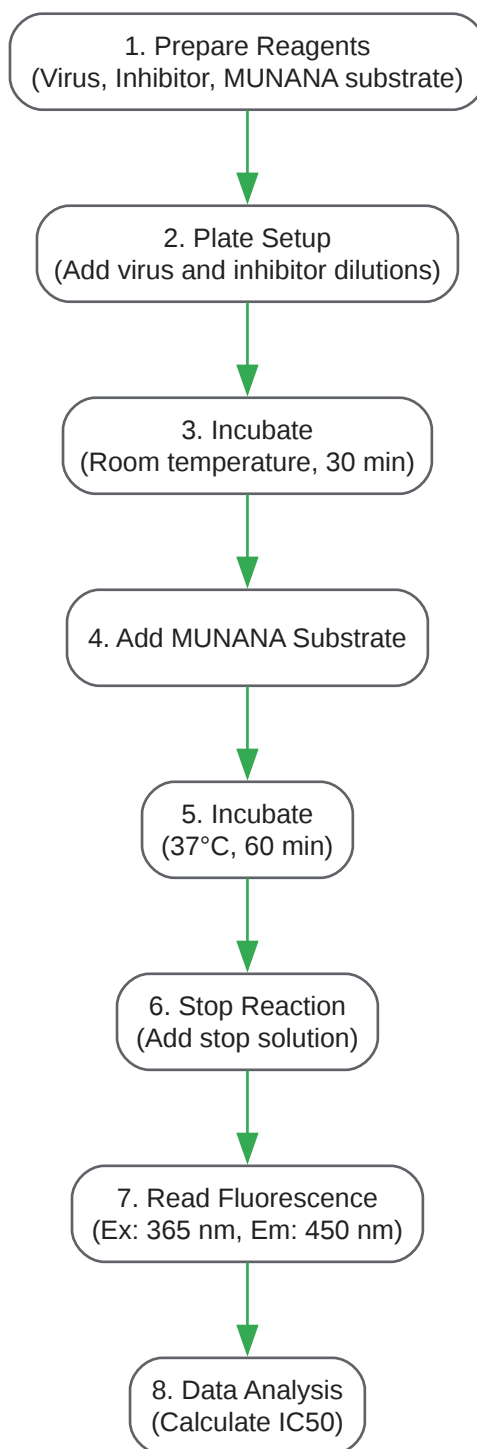 1. Prepare Reagents
(Virus, Inhibitor, MUNANA substrate)
2. Plate Setup
(Add virus and inhibitor dilutions)
3. Incubate
(Room temperature, 30 min)
4. Add MUNANA Substrate
5. Incubate
(37°C, 60 min)
6. Stop Reaction
(Add stop solution)
7. Read Fluorescence
(Ex: 365 nm, Em: 450 nm)
8. Data Analysis
(Calculate IC50)